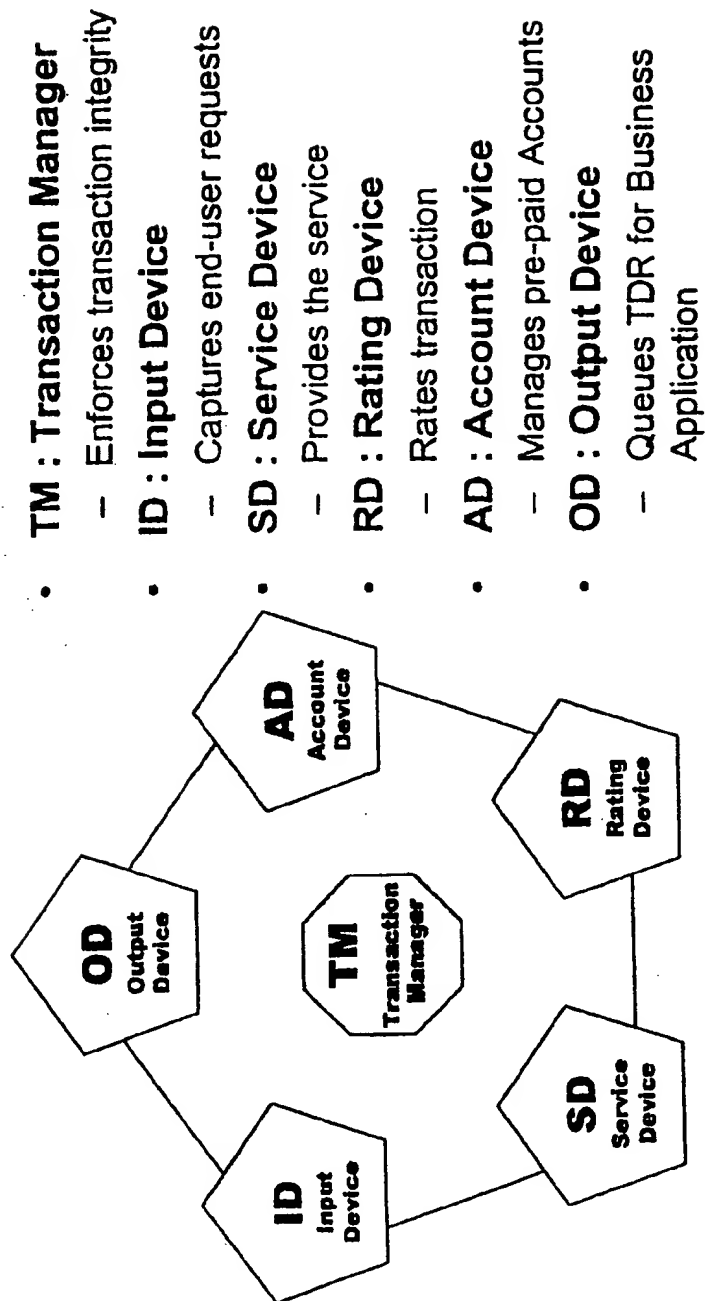 • TM : Transaction Manager
– Enforces transaction integrity
• ID : Input Device
– Captures end-user requests
• SD : Service Device
– Provides the service
• RD : Rating Device
– Rates transaction
• AD : Account Device
– Manages pre-paid Accounts
• OD : Output Device
– Queues TDR for Business
Application
OD
Output
Device
ID
Input
Device
TM
Transaction
Manager
AD
Account
Device
SD
Service
Device
RD
Rating
Device